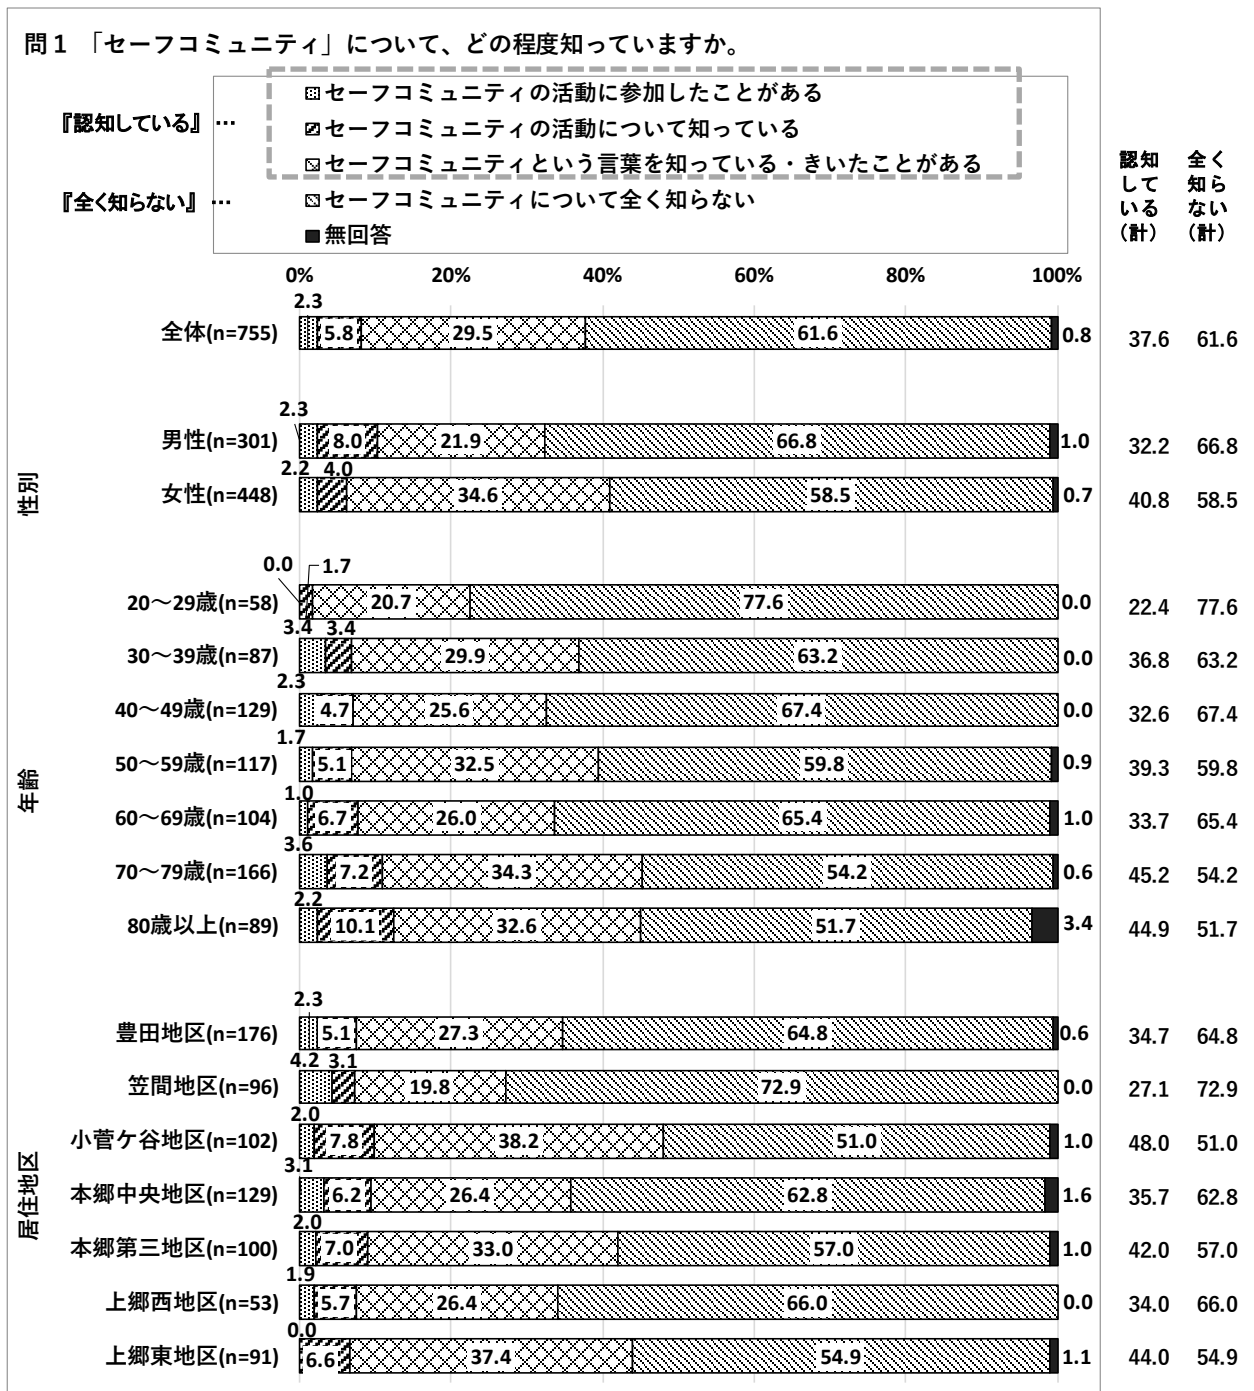 問1 「セーフコミュニティ」について、どの程度知っていますか。
セーフコミュニティの活動に参加したことがある
『認知している』 …
セーフコミュニティの活動について知っている
セーフコミュニティという言葉を知っている・きいたことがある
『全く知らない』 …
セーフコミュニティについて全く知らない
無回答
認知している(計)
全く知らない(計)
0% 20% 40% 60% 80% 100%
2.3
全体(n=755) 5.8 29.5 61.6 0.8 37.6 61.6
性別
2.3
男性(n=301) 8.0 21.9 66.8 1.0 32.2 66.8
2.2 4.0
女性(n=448) 34.6 58.5 0.7 40.8 58.5
年齢
0.0 1.7
20〜29歳(n=58) 20.7 77.6 0.0 22.4 77.6
3.4 3.4
30〜39歳(n=87) 29.9 63.2 0.0 36.8 63.2
2.3
40〜49歳(n=129) 4.7 25.6 67.4 0.0 32.6 67.4
1.7
50〜59歳(n=117) 5.1 32.5 59.8 0.9 39.3 59.8
1.0
60〜69歳(n=104) 6.7 26.0 65.4 1.0 33.7 65.4
3.6
70〜79歳(n=166) 7.2 34.3 54.2 0.6 45.2 54.2
2.2
80歳以上(n=89) 10.1 32.6 51.7 3.4 44.9 51.7
居住地区
2.3
豊田地区(n=176) 5.1 27.3 64.8 0.6 34.7 64.8
4.2 3.1
笠間地区(n=96) 19.8 72.9 0.0 27.1 72.9
2.0
小菅ケ谷地区(n=102) 7.8 38.2 51.0 1.0 48.0 51.0
3.1
本郷中央地区(n=129) 6.2 26.4 62.8 1.6 35.7 62.8
2.0
本郷第三地区(n=100) 7.0 33.0 57.0 1.0 42.0 57.0
1.9
上郷西地区(n=53) 5.7 26.4 66.0 0.0 34.0 66.0
0.0
上郷東地区(n=91) 6.6 37.4 54.9 1.1 44.0 54.9